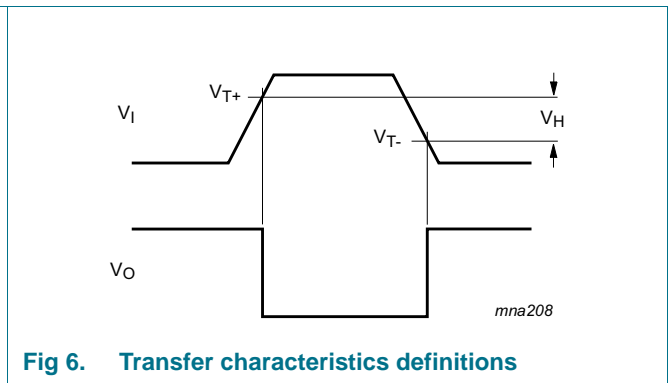 VT+
VI
VH
VT-
VO
mna208
Fig 6. Transfer characteristics definitions